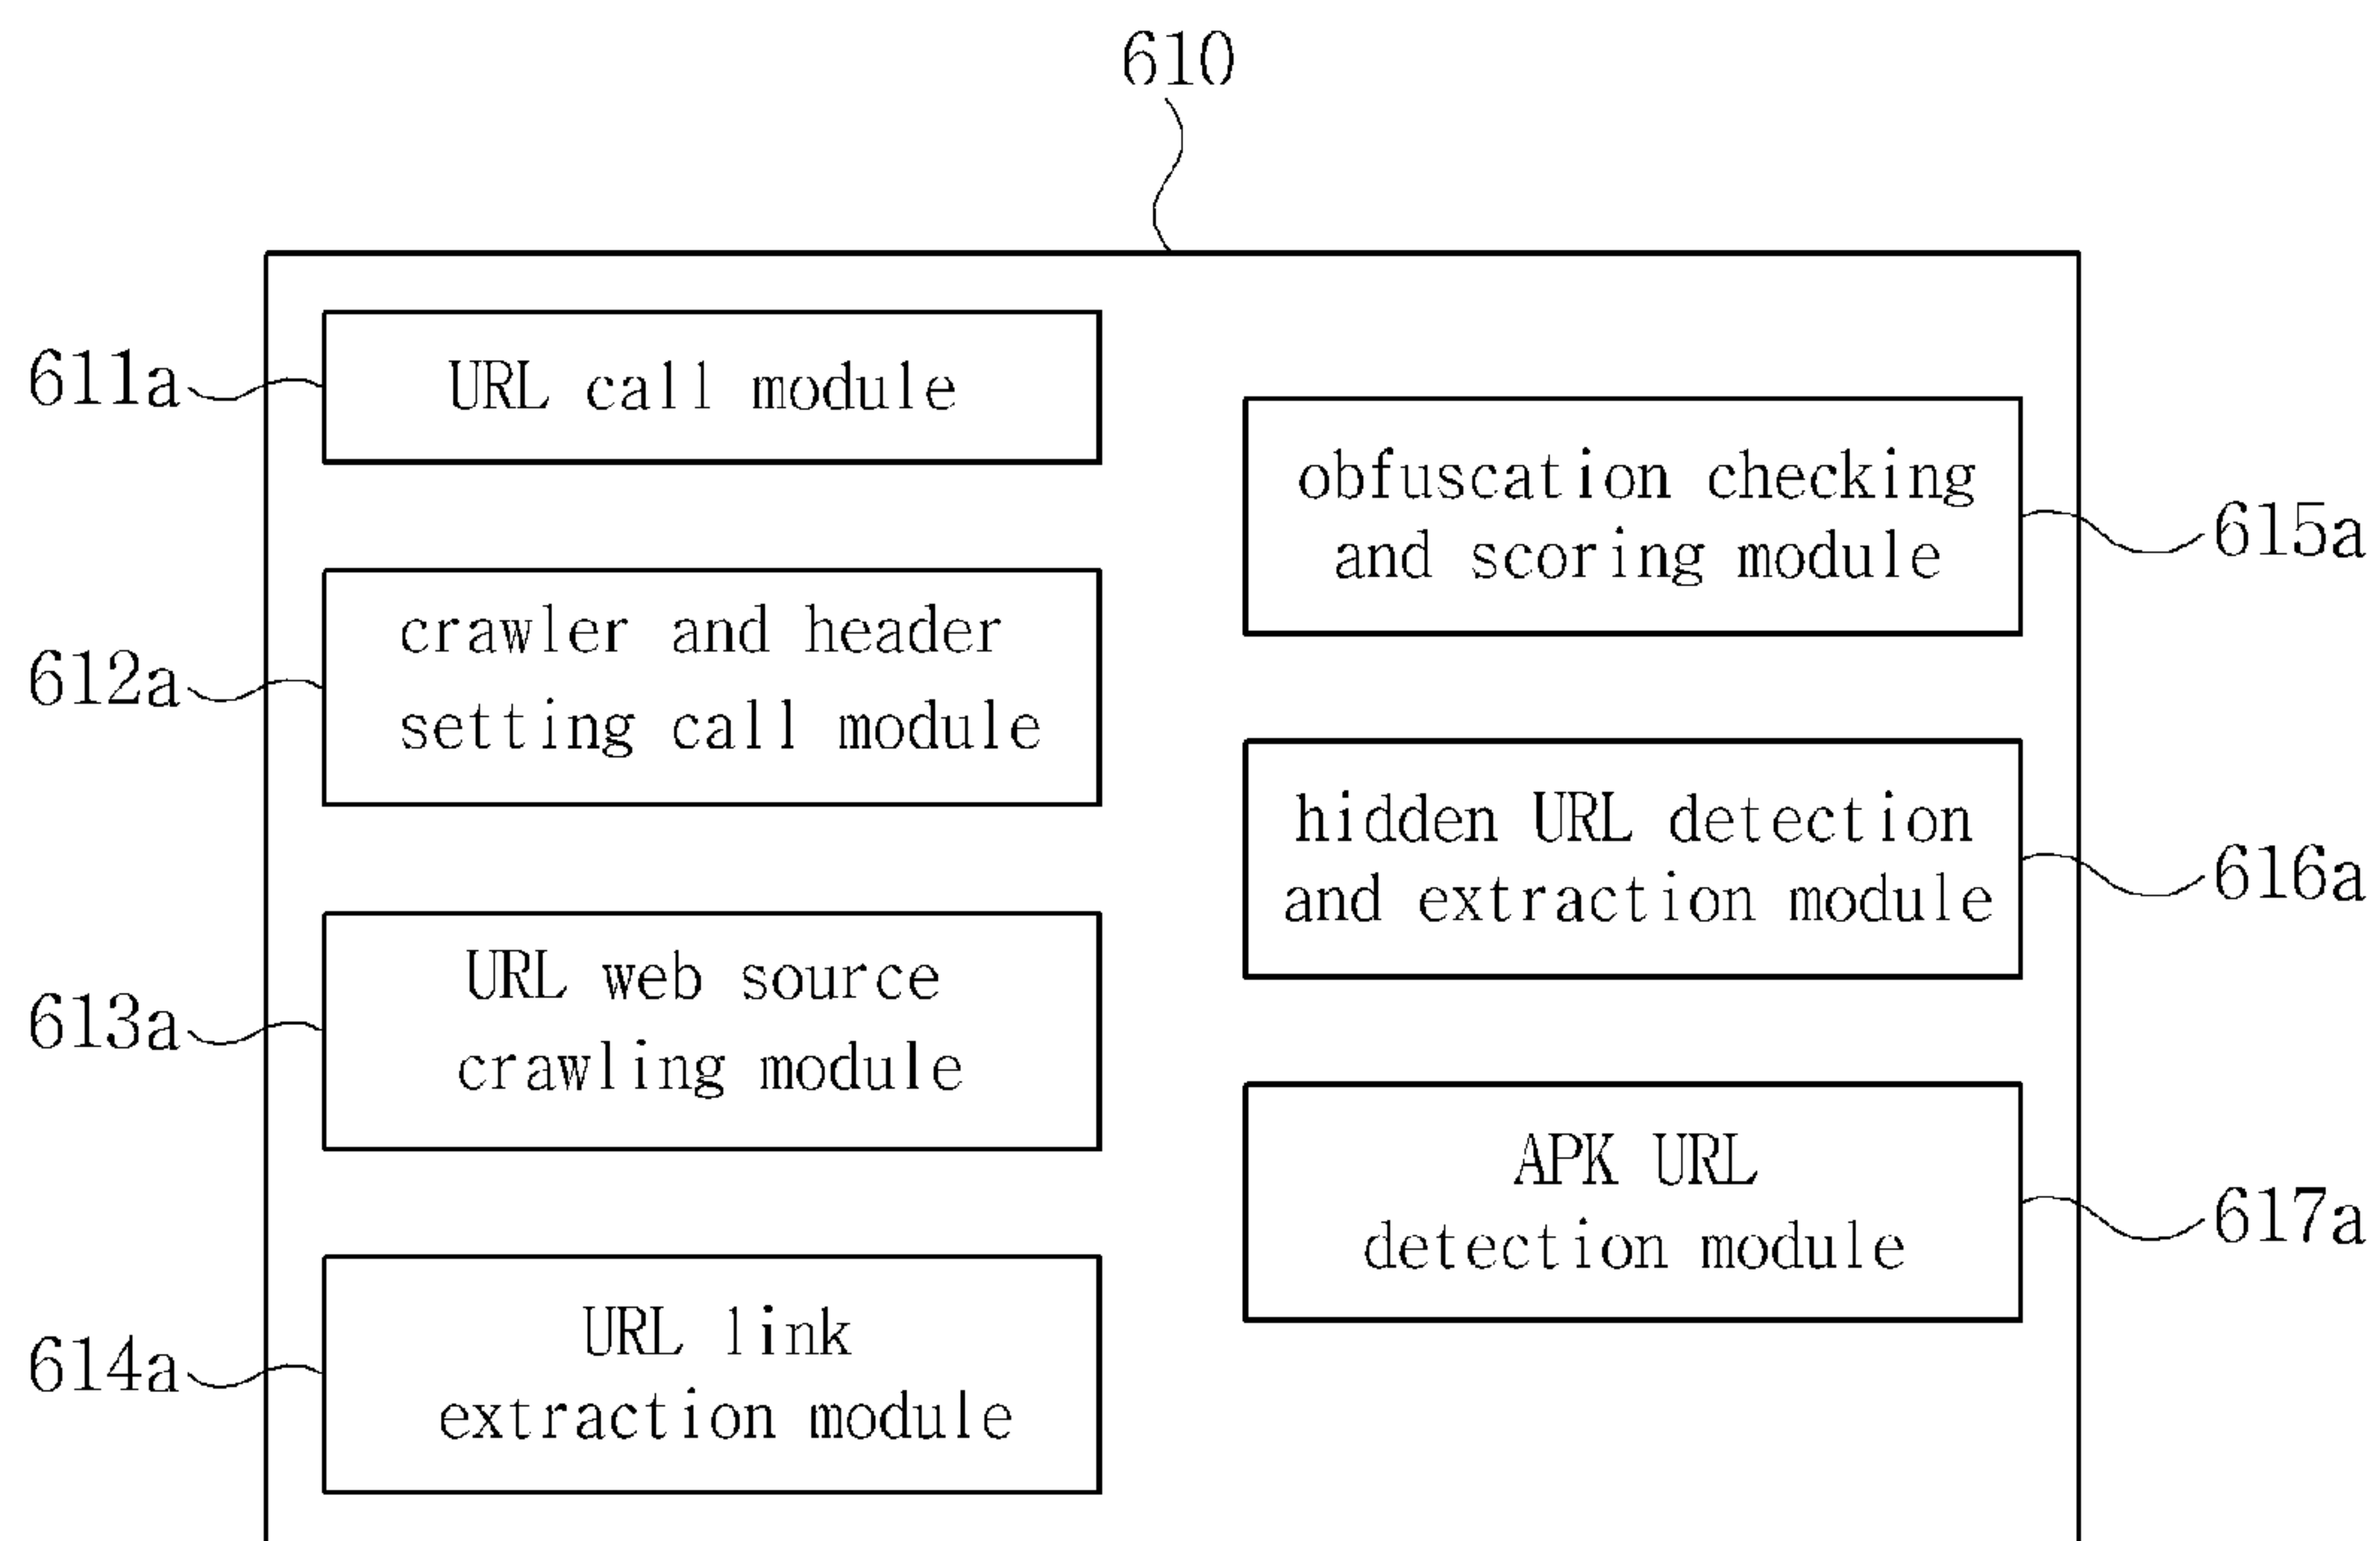 610
611a
URL call module
612a
crawler and header
setting call module
613a
URL web source
crawling module
614a
URL link
extraction module
obfuscation checking
and scoring module
615a
hidden URL detection
and extraction module
616a
APK URL
detection module
617a